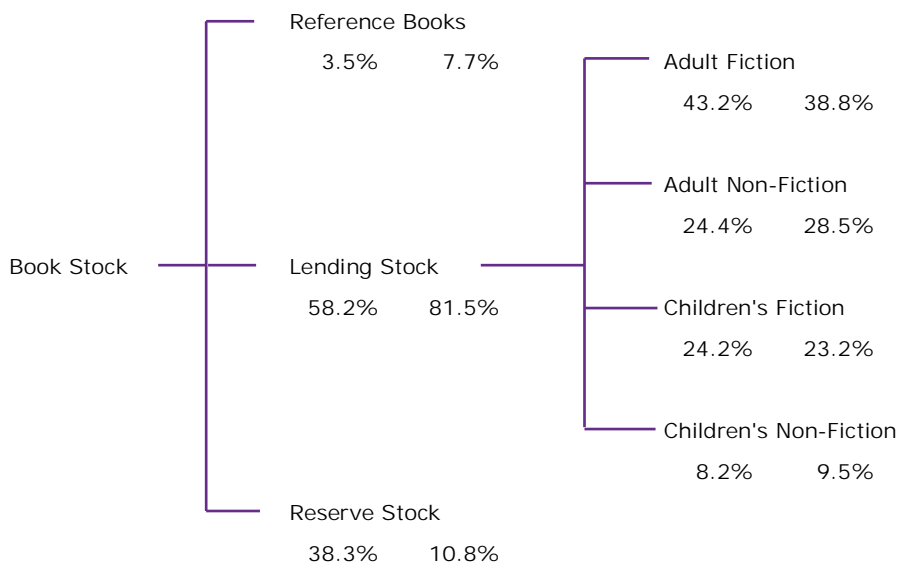 Reference Books
3.5% 7.7%
Adult Fiction
43.2% 38.8%
Adult Non-Fiction
24.4% 28.5%
Book Stock
Lending Stock
58.2% 81.5%
Children's Fiction
24.2% 23.2%
Children's Non-Fiction
8.2% 9.5%
Reserve Stock
38.3% 10.8%